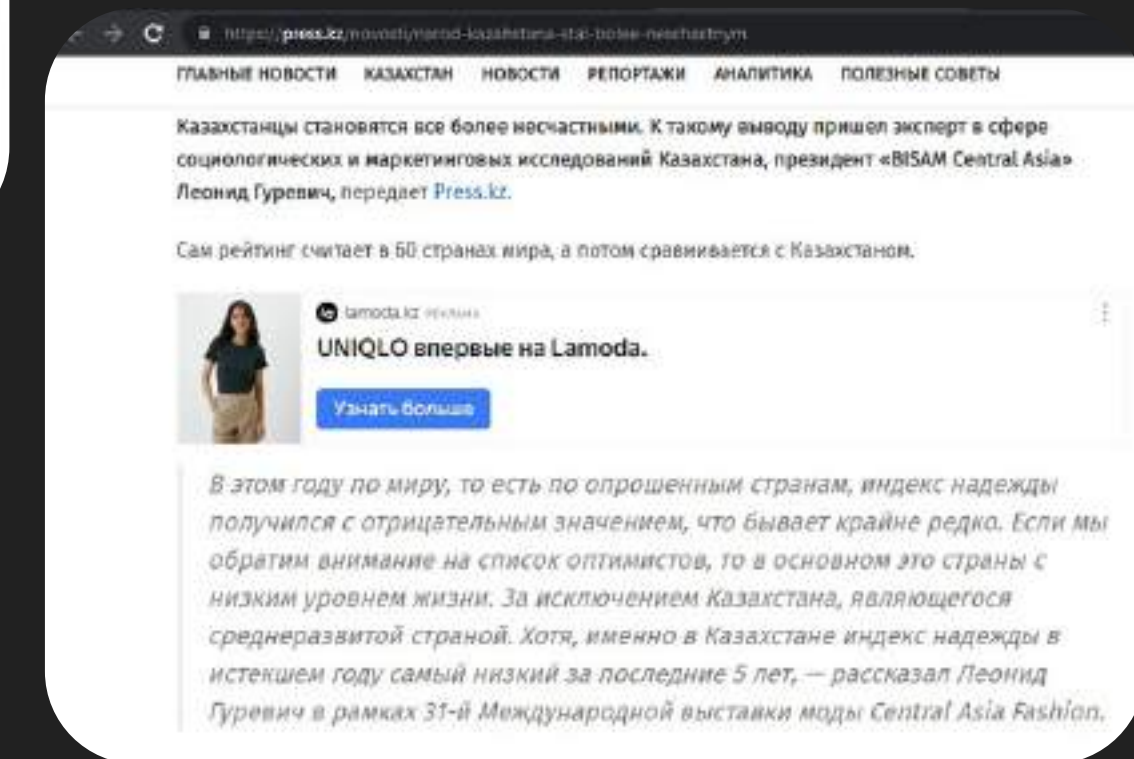 https://press.kz/novosti/narod-kazahstana-stal-bolee-neschastnym
ГЛАВНЫЕ НОВОСТИ КАЗАХСТАН НОВОСТИ РЕПОРТАЖИ АНАЛИТИКА ПОЛЕЗНЫЕ СОВЕТЫ
Казахстанцы становятся все более несчастными. К такому выводу пришел эксперт в сфере
социологических и маркетинговых исследований Казахстана, президент «BISAM Central Asia»
Леонид Гуревич, передает Press.kz.
Сам рейтинг считает в 60 странах мира, а потом сравнивается с Казахстаном.
lamoda.kz РЕКЛАМА
UNIQLO впервые на Lamoda.
Узнать больше
В этом году по миру, то есть по опрошенным странам, индекс надежды
получился с отрицательным значением, что бывает крайне редко. Если мы
обратим внимание на список оптимистов, то в основном это страны с
низким уровнем жизни. За исключением Казахстана, являющегося
среднеразвитой страной. Хотя, именно в Казахстане индекс надежды в
истекшем году самый низкий за последние 5 лет, — рассказал Леонид
Гуревич в рамках 31-й Международной выставки моды Central Asia Fashion.